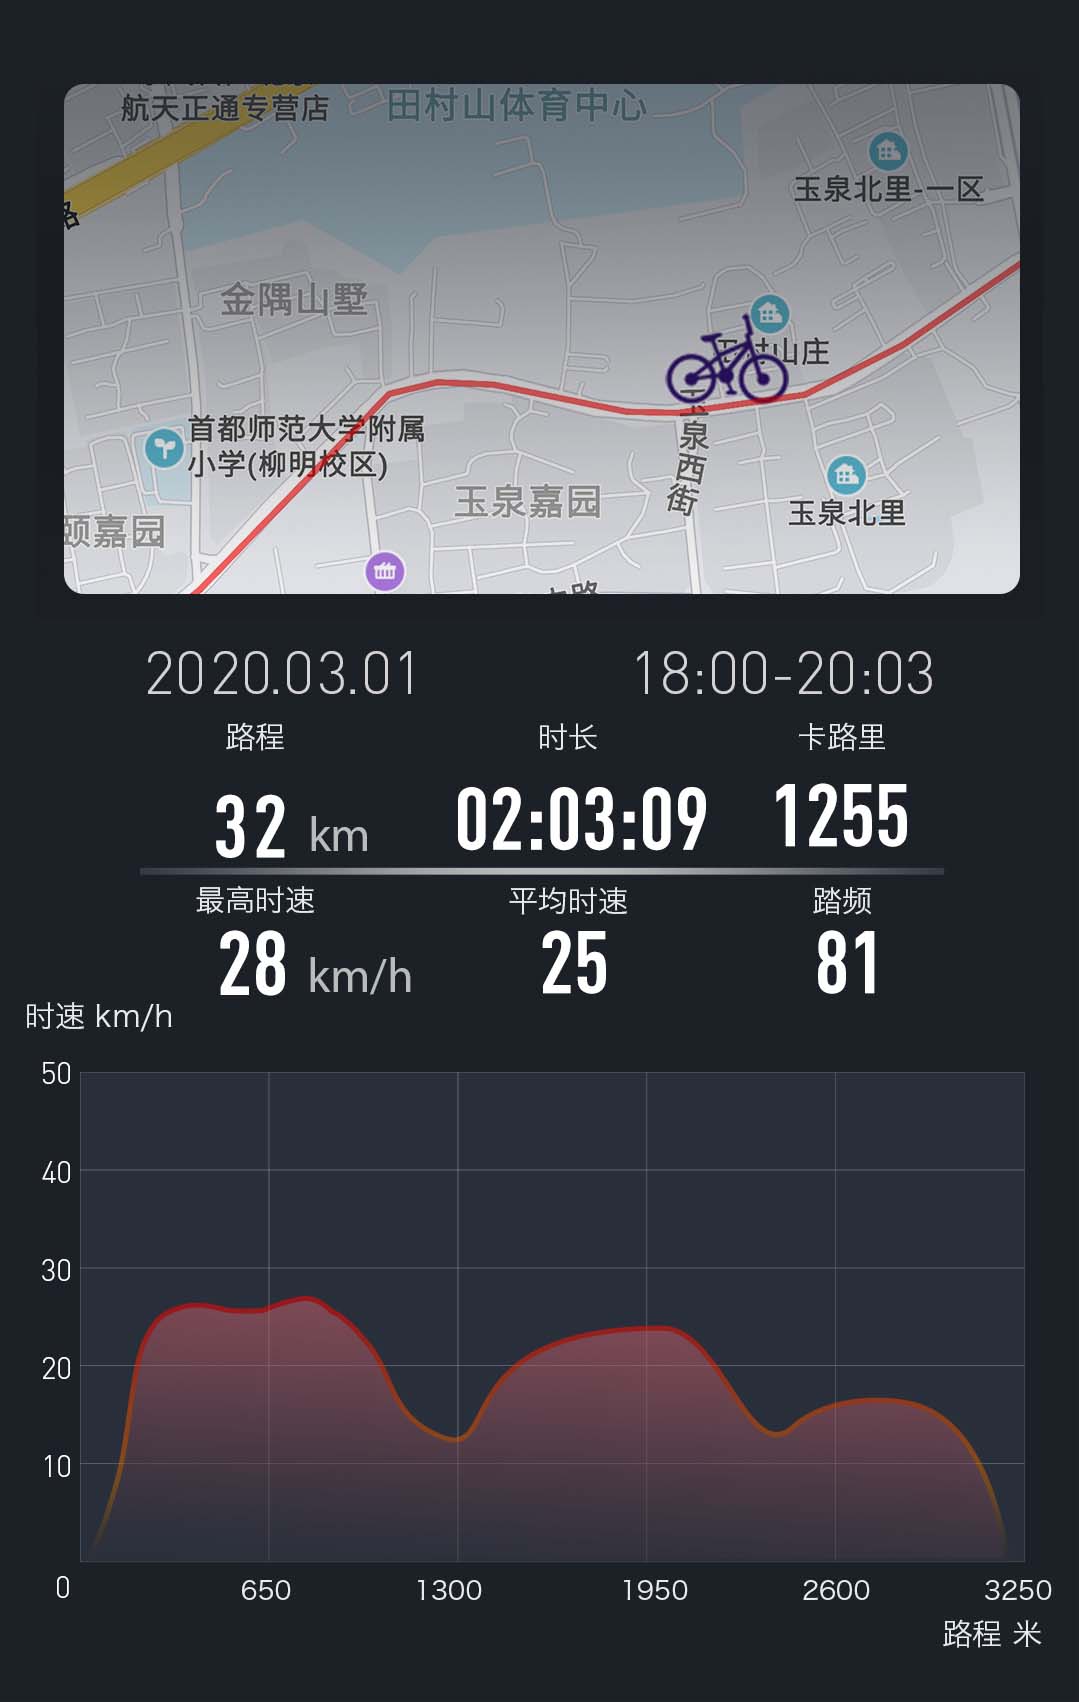 航天正通专营店
田村山体育中心
玉泉北里-一区
路
金隅山墅
山庄
首都师范大学附属
小学(柳明校区)
玉泉西街
玉泉嘉园
玉泉北里
颐嘉园
2020.03.01 18:00-20:03
路程 时长 卡路里
32 km 02:03:09 1255
最高时速 平均时速 踏频
28 km/h 25 81
时速 km/h
50
40
30
20
10
0 650 1300 1950 2600 3250
路程 米